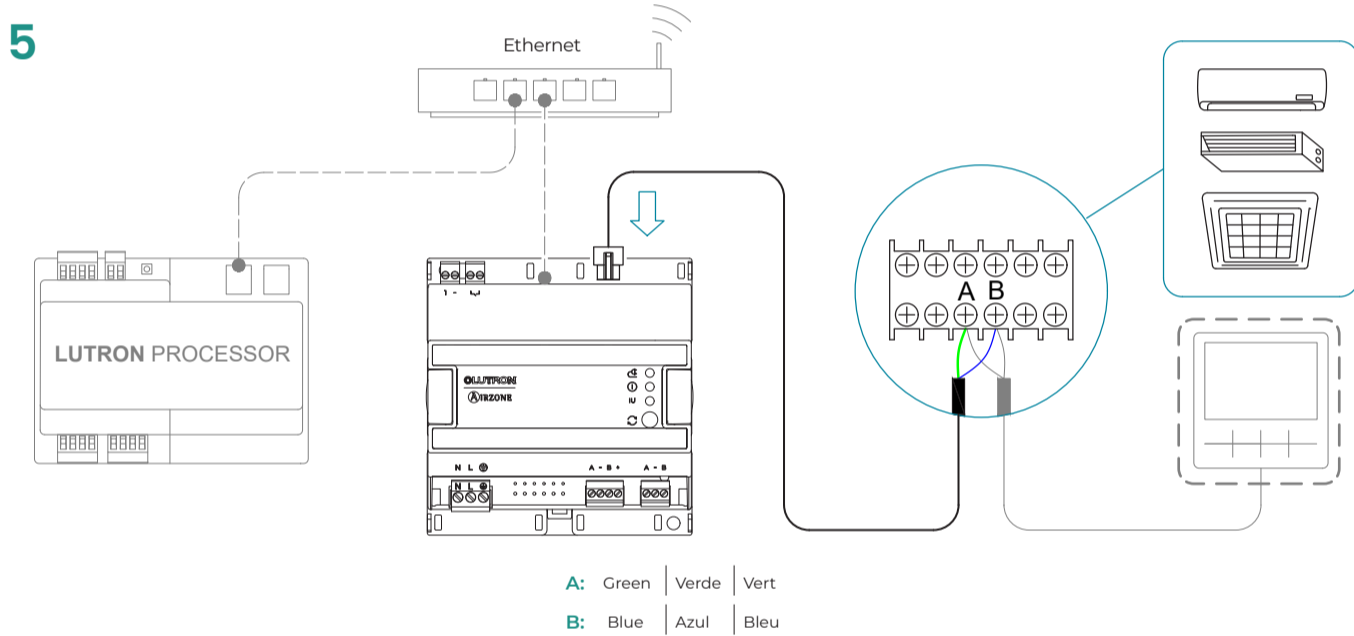 5
Ethernet
LUTRON PROCESSOR
LUTRON
AIRZONE
N L
N L
A - B +
A - B
A B
A: Green | Verde | Vert
B: Blue | Azul | Bleu